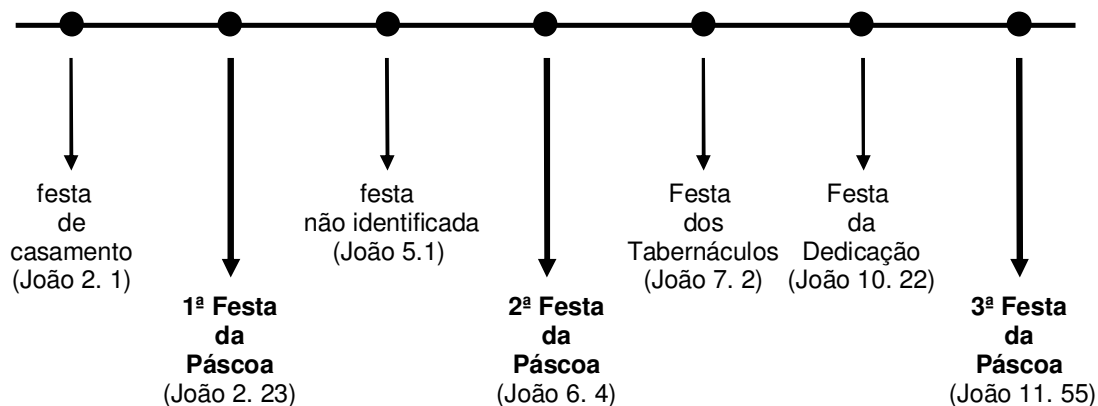 festa
de
casamento
(João 2. 1)
1ª Festa
da
Páscoa
(João 2. 23)
festa
não identificada
(João 5.1)
2ª Festa
da
Páscoa
(João 6. 4)
Festa
dos
Tabernáculos
(João 7. 2)
Festa
da
Dedicação
(João 10. 22)
3ª Festa
da
Páscoa
(João 11. 55)